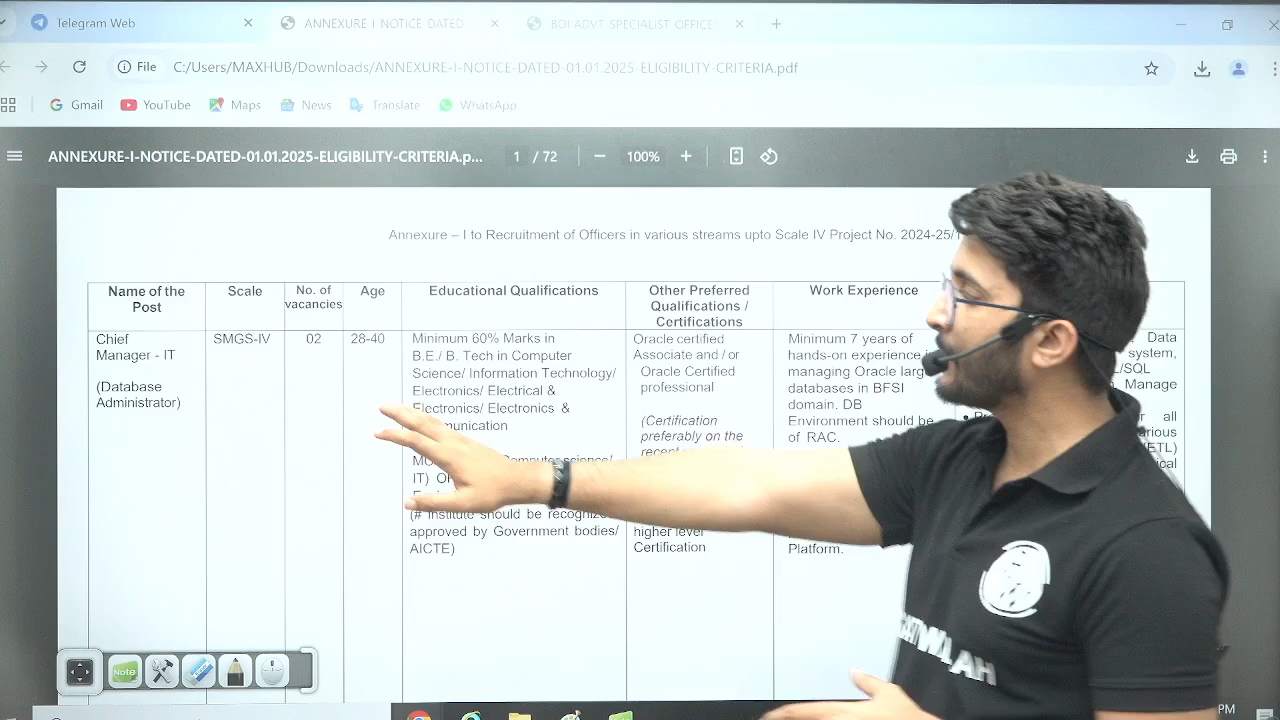 Telegram Web
ANNEXURE-I-NOTICE-DATED
BOI ADVT SPECIALIST OFFICE
File
C:/Users/MAXHUB/Downloads/ANNEXURE-I-NOTICE-DATED-01.01.2025-ELIGIBILITY-CRITERIA.pdf
Gmail
YouTube
Maps
News
Translate
WhatsApp
ANNEXURE-I-NOTICE-DATED-01.01.2025-ELIGIBILITY-CRITERIA.p...
1 / 72
100%
Annexure – I to Recruitment of Officers in various streams upto Scale IV Project No. 2024-25/
Name of the
Post
Scale
No. of
vacancies
Age
Educational Qualifications
Other Preferred
Qualifications /
Certifications
Work Experience
Chief
Manager - IT
(Database
Administrator)
SMGS-IV
02
28-40
Minimum 60% Marks in
B.E./ B. Tech in Computer
Science/ Information Technology/
Electronics/ Electrical &
Electronics/ Electronics &
IT)
(# Institute should be
approved by Government bodies/
AICTE)
Oracle certified
Associate and / or
Oracle Certified
professional
(Certification
preferably on the
higher level
Certification
Minimum 7 years of
hands-on experience
managing Oracle
databases in BFSI
domain. DB
Environment should be
of RAC.
Platform.
Data
system,
Manage
for all
Note
PM